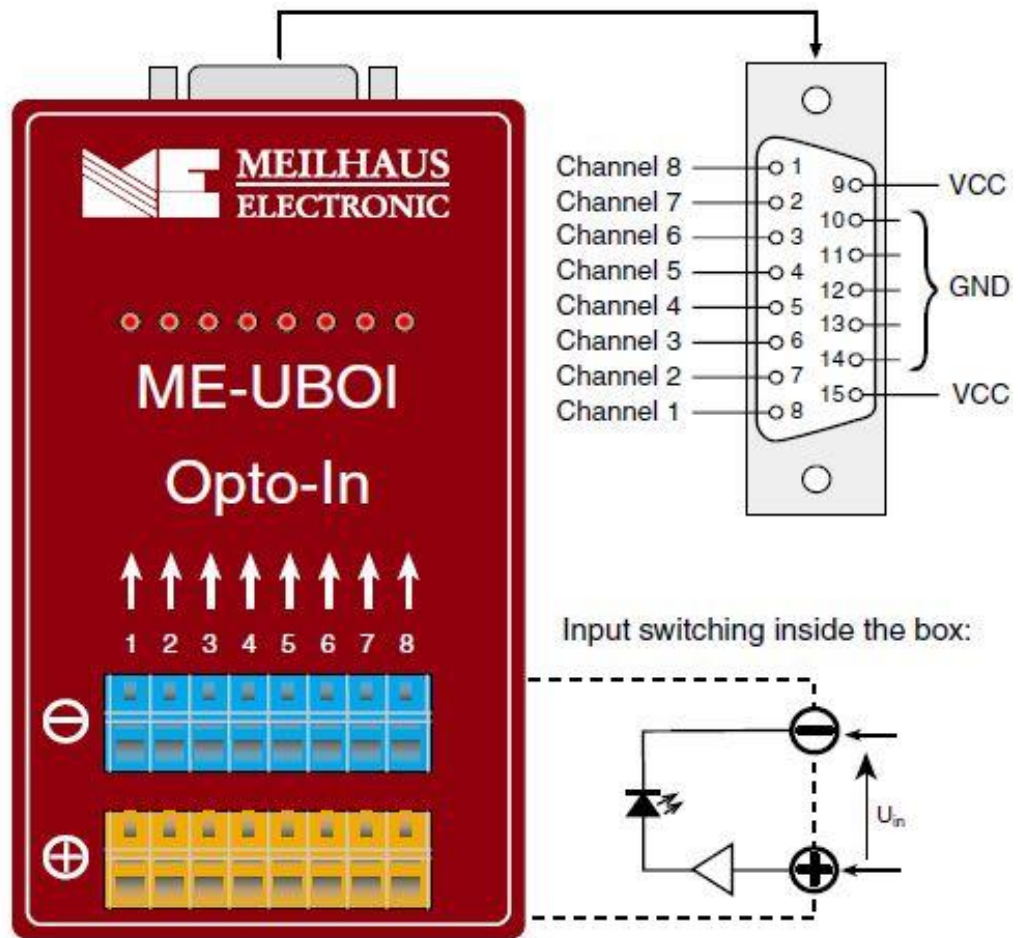 MEILHAUS
ELECTRONIC
ME-UBOI
Opto-In
1 2 3 4 5 6 7 8
Channel 8 1
Channel 7 2
Channel 6 3
Channel 5 4
Channel 4 5
Channel 3 6
Channel 2 7
Channel 1 8
9 VCC
10
11
12
13
14
GND
15 VCC
Input switching inside the box:
Uin